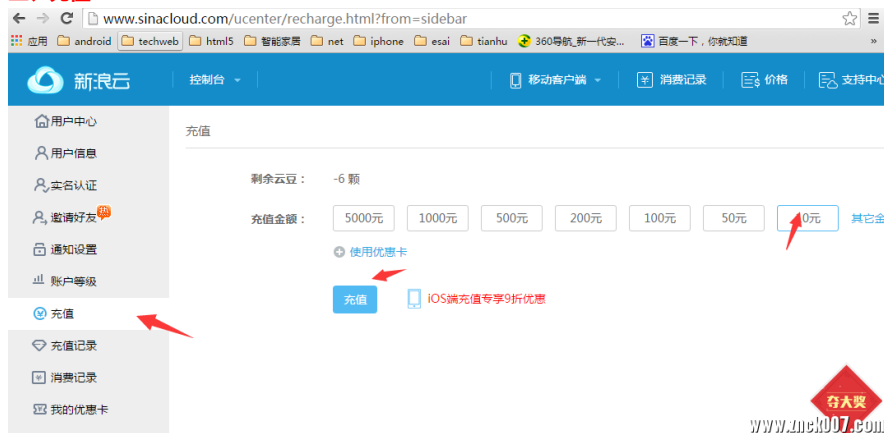 www.sinacloud.com/ucenter/recharge.html?from=sidebar
应用 android techweb html5 智能家居 net iphone esai tianhu 360导航_新一代安... 百度一下，你就知道 »
新浪云 控制台 移动客户端 消费记录 价格 支持中心
用户中心
充值
用户信息
剩余云豆： -6 颗
实名认证
邀请好友 热
充值金额： 5000元 1000元 500元 200元 100元 50元 0元 其它金
通知设置
使用优惠卡
账户等级
充值 iOS端充值专享9折优惠
充值
充值记录
消费记录
我的优惠卡
夺大奖
www.znck007.com